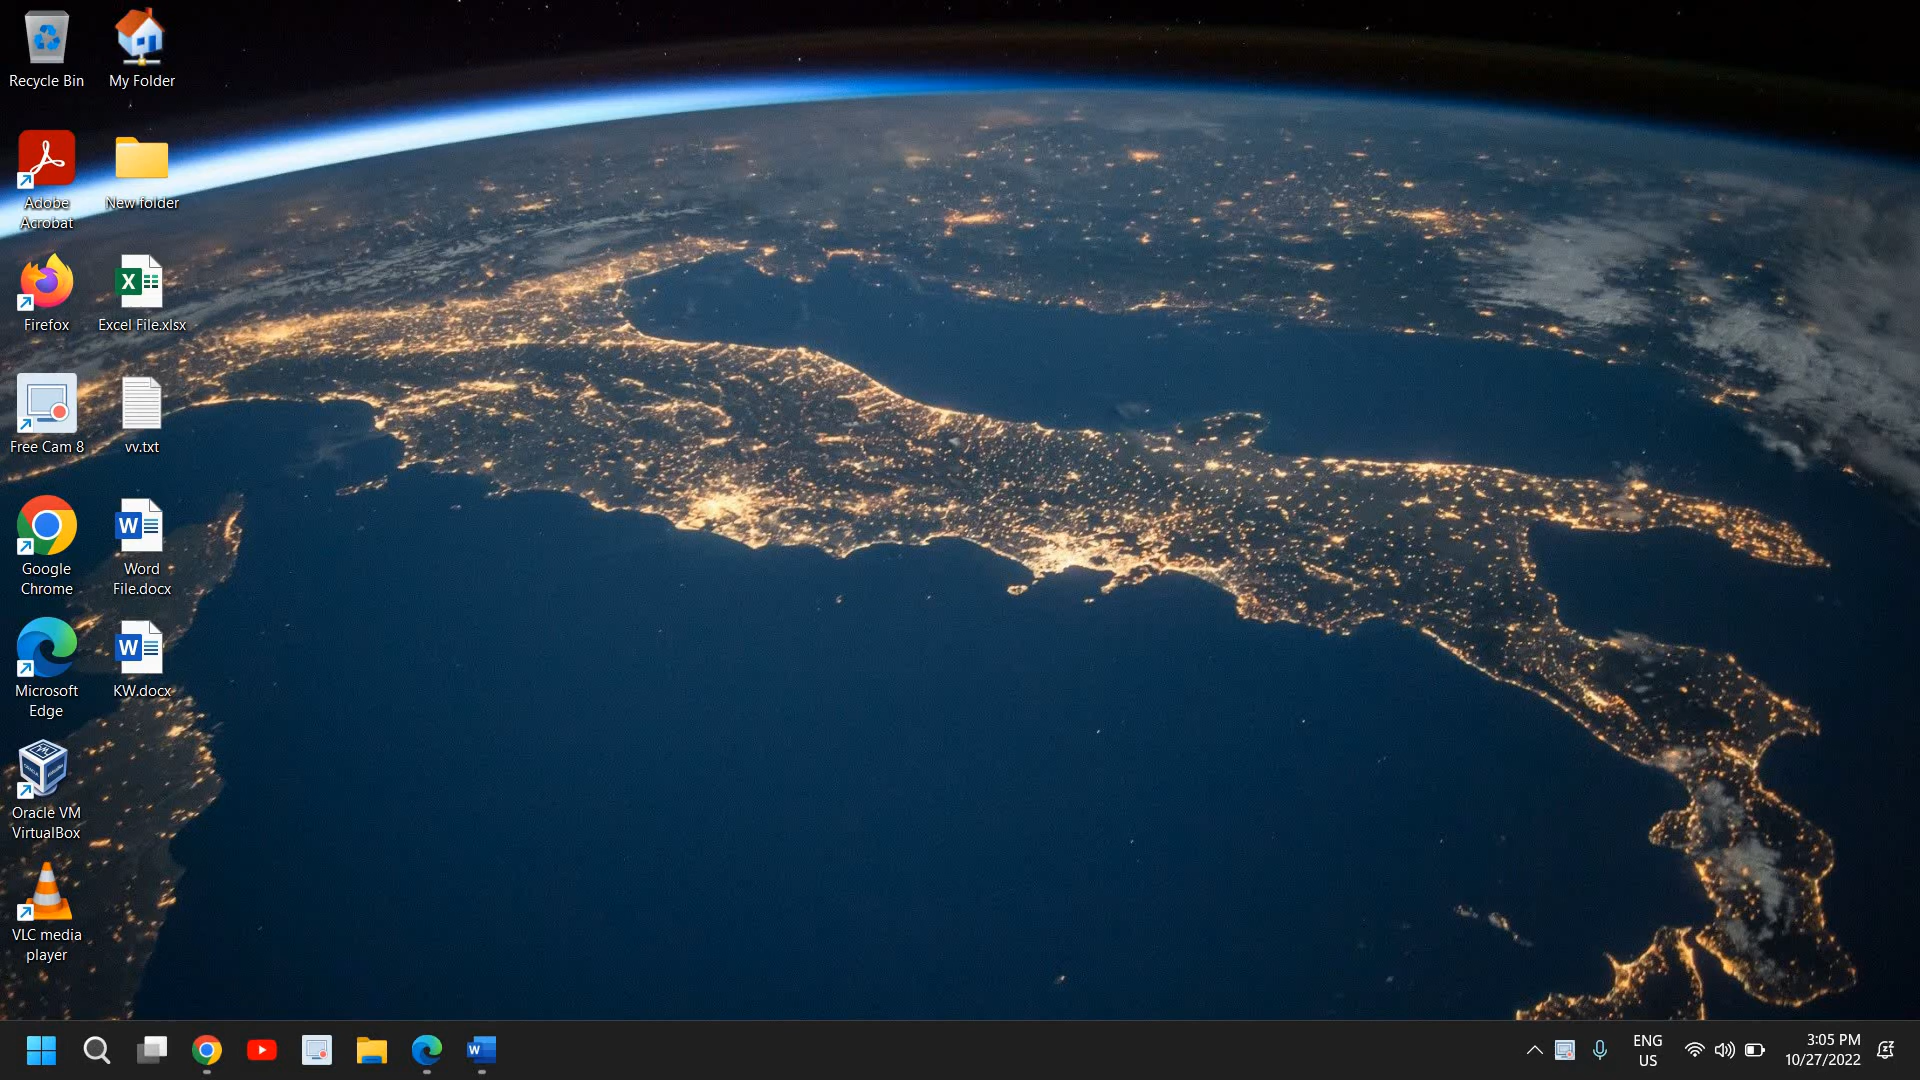 Recycle Bin
My Folder
Adobe
Acrobat
New folder
Firefox
Excel File.xlsx
Free Cam 8
vv.txt
Google
Chrome
Word
File.docx
Microsoft
Edge
KW.docx
Oracle VM
VirtualBox
VLC media
player
ENG
US
3:05 PM
10/27/2022